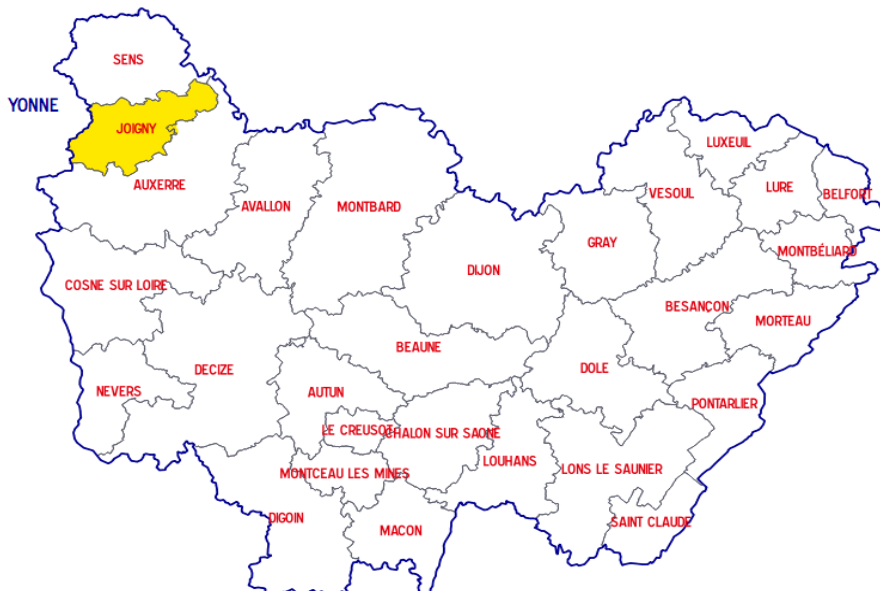 SENS
YONNE
JOIGNY
LUXEUIL
AUXERRE
AVALLON
MONTBARD
VESOUL
LURE
BELFORT
GRAY
MONTBÉLIARD
DIJON
COSNE SUR LOIRE
BESANÇON
MORTEAU
BEAUNE
DECIZE
DOLE
NEVERS
AUTUN
PONTARLIER
LE CREUSOT
CHALON SUR SAONE
LOUHANS
LONS LE SAUNIER
MONTCEAU LES MINES
DIGOIN
MACON
SAINT CLAUDE